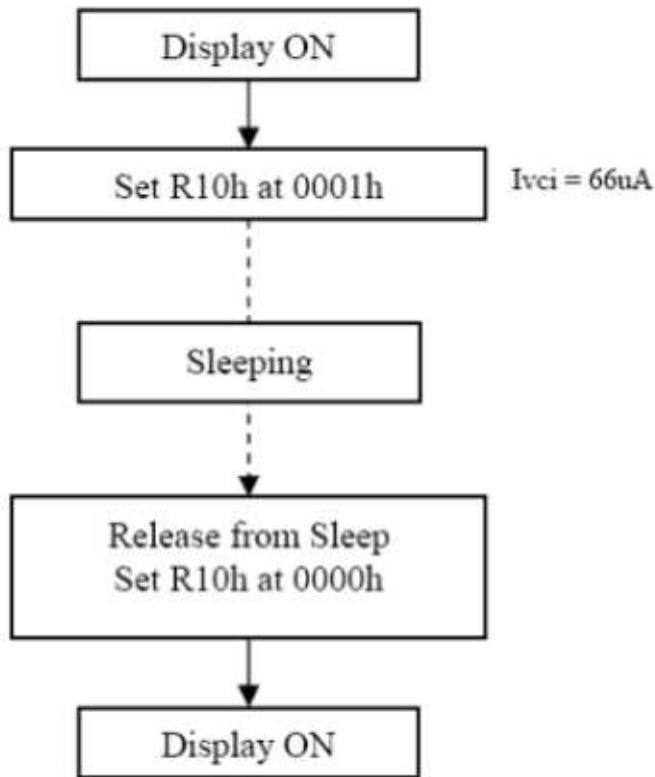 Display ON
Set R10h at 0001h
Ivci = 66uA
Sleeping
Release from Sleep
Set R10h at 0000h
Display ON